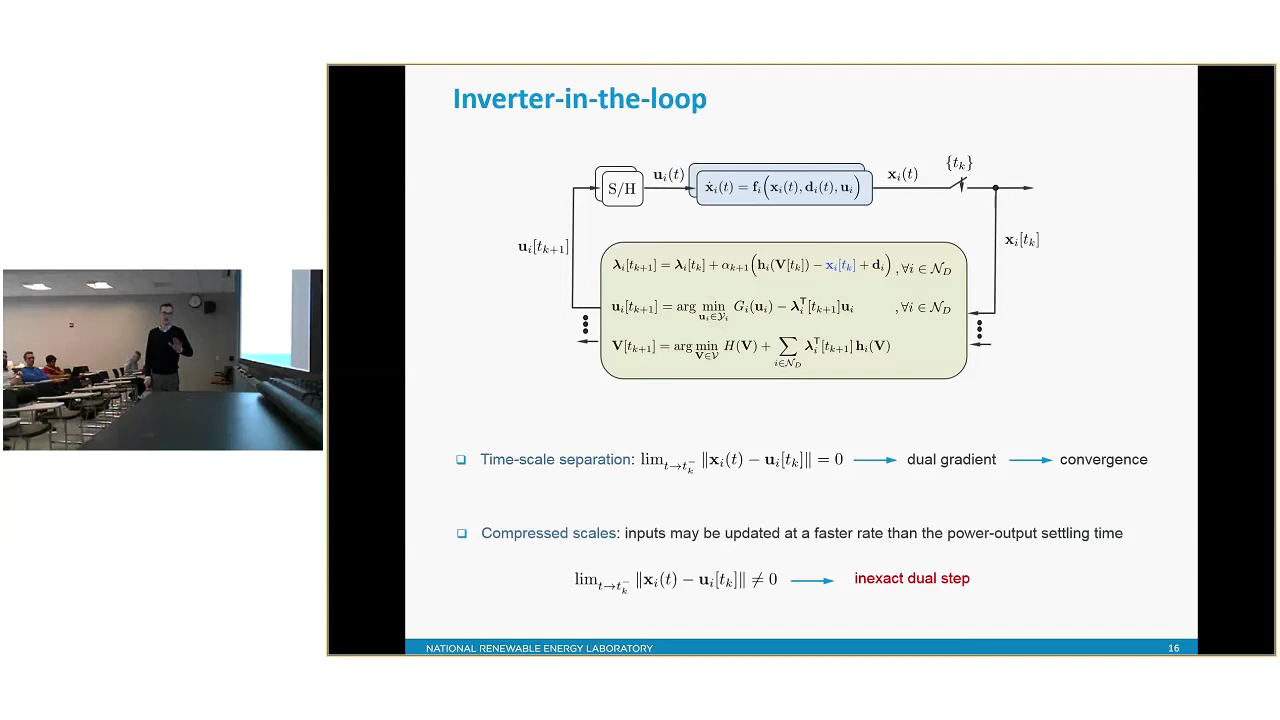 Inverter-in-the-loop
{t_k}
S/H
u_i(t)
ẋ_i(t) = f_i(x_i(t), d_i(t), u_i)
x_i(t)
u_i[t_{k+1}]
x_i[t_k]
λ_i[t_{k+1}] = λ_i[t_k] + α_{k+1}(h_i(V[t_k]) − x_i[t_k] + d_i), ∀i ∈ N_D
u_i[t_{k+1}] = arg min_{u_i∈Y_i} G_i(u_i) − λ_i^T[t_{k+1}]u_i , ∀i ∈ N_D
V[t_{k+1}] = arg min_{V∈V} H(V) + ∑_{i∈N_D} λ_i^T[t_{k+1}] h_i(V)
Time-scale separation: lim_{t→t_k^−} ‖x_i(t) − u_i[t_k]‖ = 0 → dual gradient → convergence
Compressed scales: inputs may be updated at a faster rate than the power-output settling time
lim_{t→t_k^−} ‖x_i(t) − u_i[t_k]‖ ≠ 0 → inexact dual step
NATIONAL RENEWABLE ENERGY LABORATORY 16